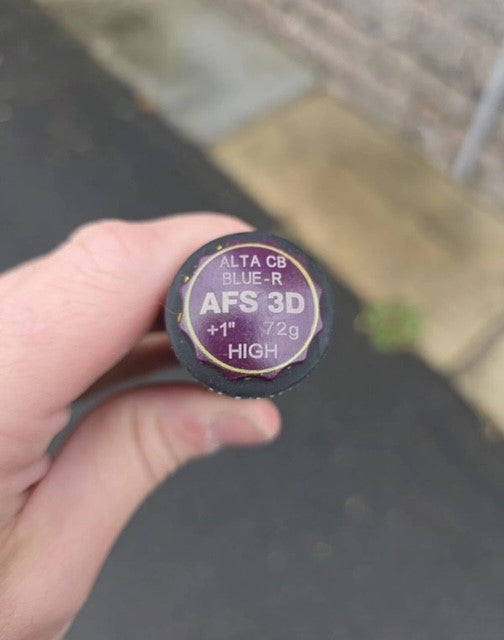 ALTA CB
BLUE-R
AFS 3D
+1" 72g
HIGH